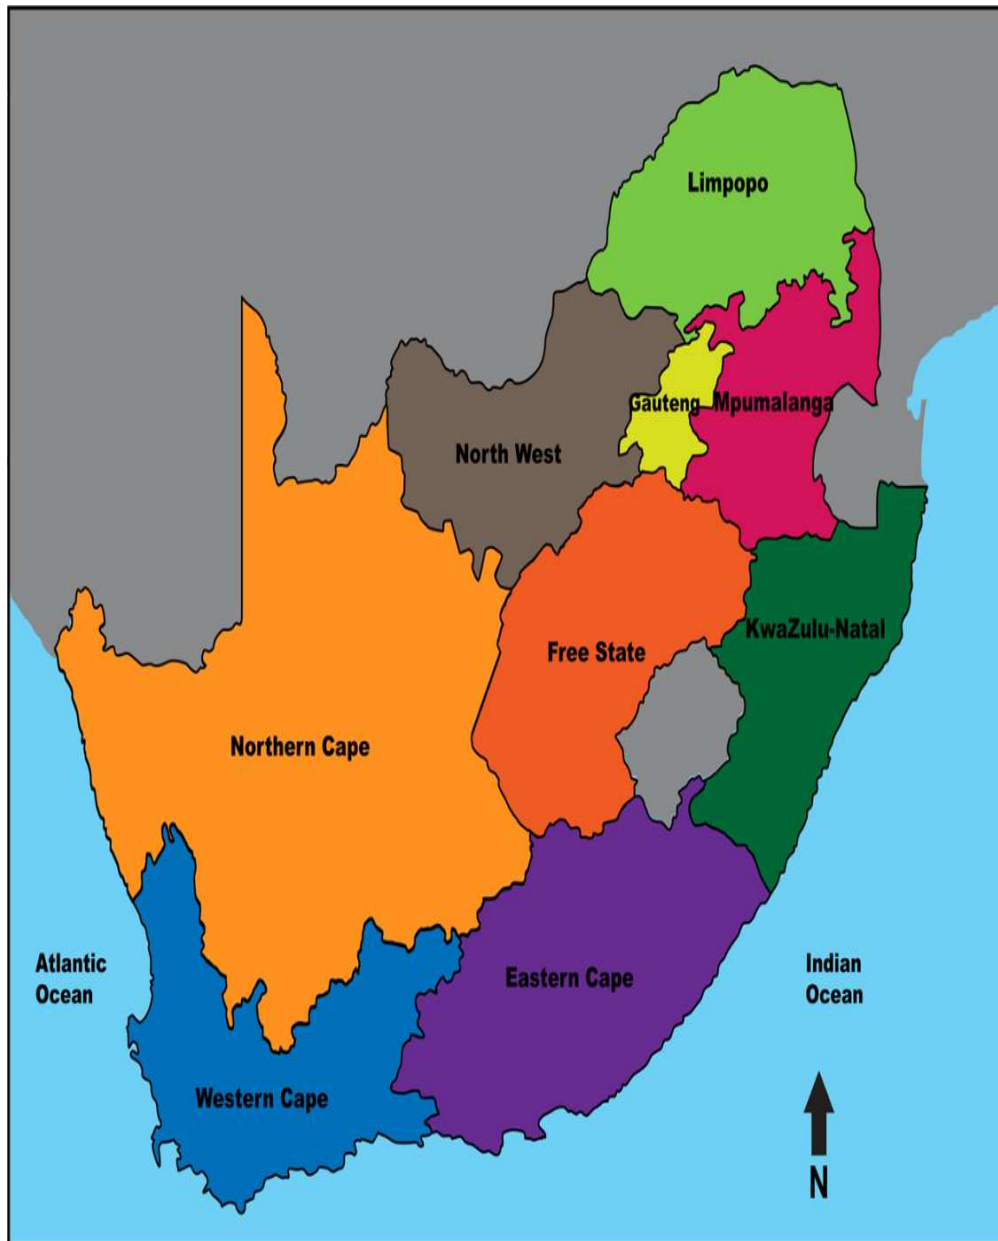 Limpopo
Gauteng
Mpumalanga
North West
KwaZulu-Natal
Free State
Northern Cape
Atlantic
Ocean
Eastern Cape
Indian
Ocean
Western Cape
N